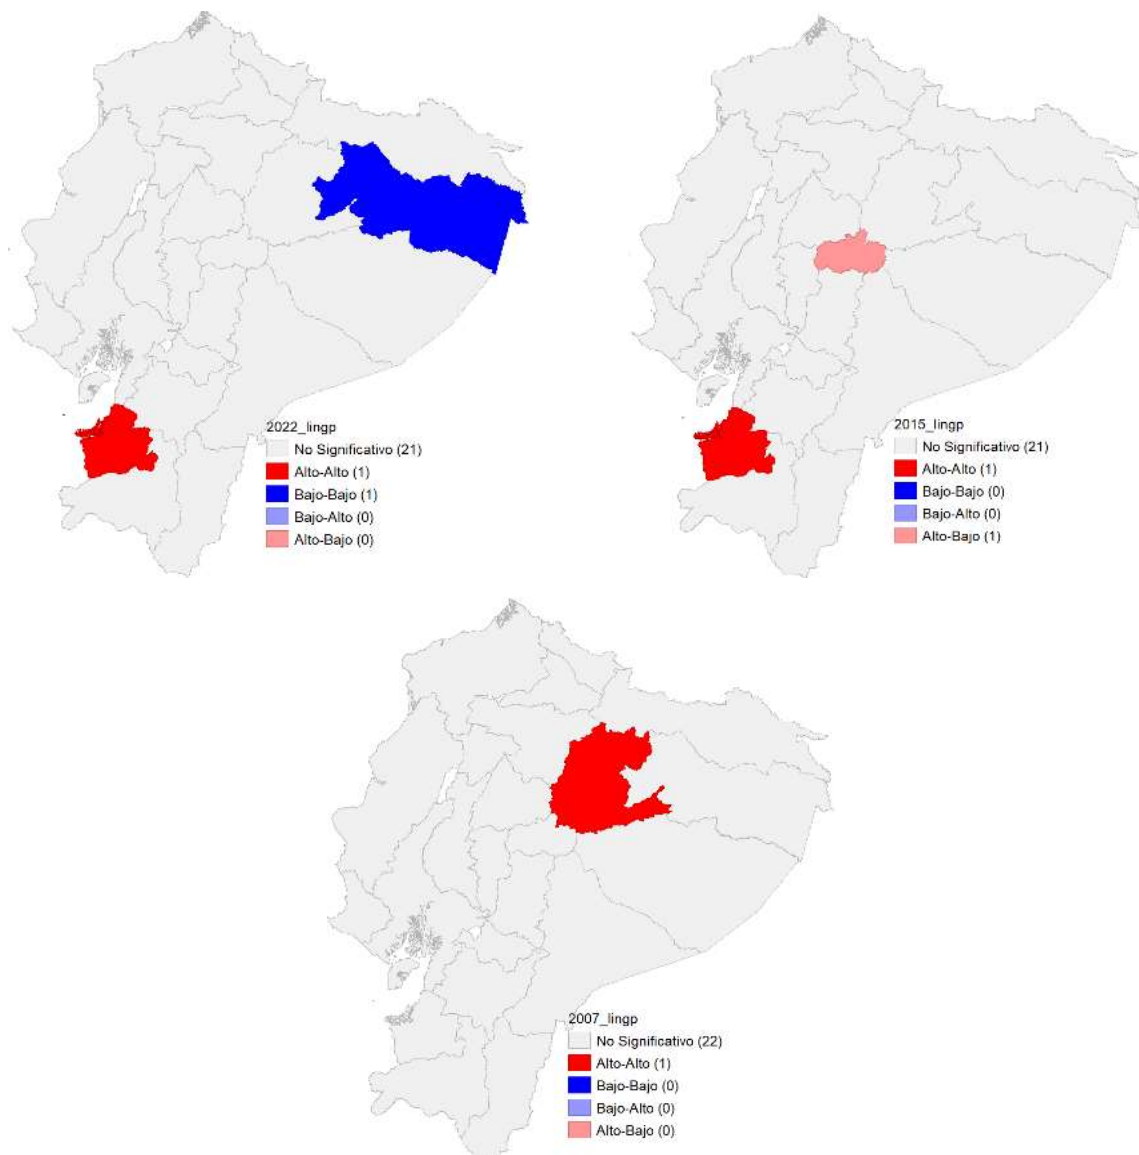 2022_lingp
No Significativo (21)
Alto-Alto (1)
Bajo-Bajo (1)
Bajo-Alto (0)
Alto-Bajo (0)
2015_lingp
No Significativo (21)
Alto-Alto (1)
Bajo-Bajo (0)
Bajo-Alto (0)
Alto-Bajo (1)
2007_lingp
No Significativo (22)
Alto-Alto (1)
Bajo-Bajo (0)
Bajo-Alto (0)
Alto-Bajo (0)